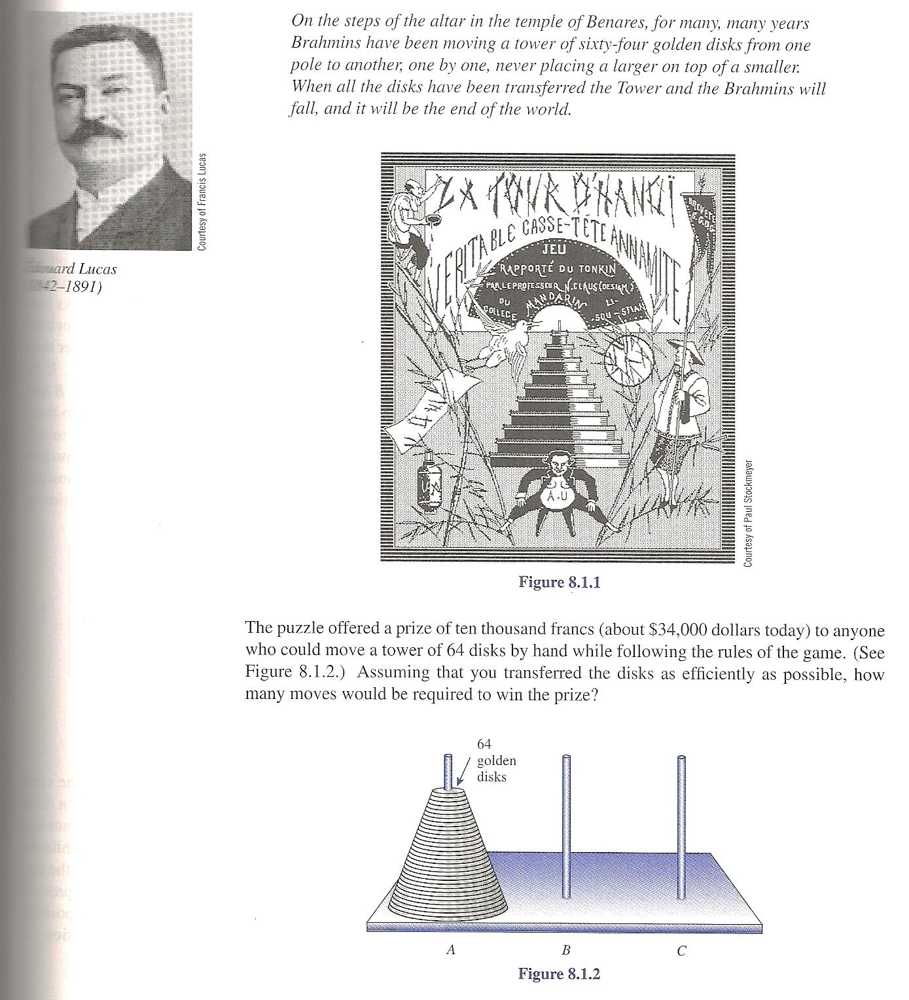 On the steps of the altar in the temple of Benares, for many, many years
Brahmins have been moving a tower of sixty-four golden disks from one
pole to another, one by one, never placing a larger on top of a smaller.
When all the disks have been transferred the Tower and the Brahmins will
fall, and it will be the end of the world.
Courtesy of Francis Lucas
Lucas
–1891)
LA TOUR D'HANOÏ
VERITABLE CASSE-TÊTE ANNAMITE
JEU
RAPPORTÉ DU TONKIN
PAR LE PROFESSEUR N. CLAUS (DE SIAM)
DU COLLEGE
MANDARIN
LI-SOU-STIAN
A.U
Courtesy of Paul Stockmeyer
Figure 8.1.1
The puzzle offered a prize of ten thousand francs (about $34,000 dollars today) to anyone
who could move a tower of 64 disks by hand while following the rules of the game. (See
Figure 8.1.2.) Assuming that you transferred the disks as efficiently as possible, how
many moves would be required to win the prize?
64
golden
disks
A
B
C
Figure 8.1.2